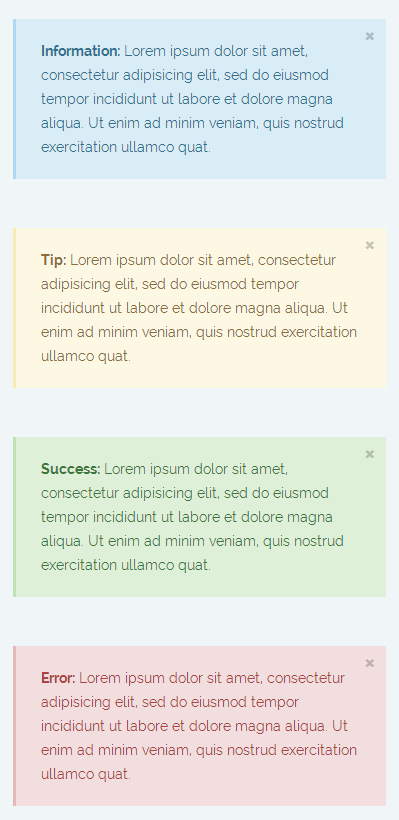 Information: Lorem ipsum dolor sit amet,
consectetur adipisicing elit, sed do eiusmod
tempor incididunt ut labore et dolore magna
aliqua. Ut enim ad minim veniam, quis nostrud
exercitation ullamco quat.
Tip: Lorem ipsum dolor sit amet, consectetur
adipisicing elit, sed do eiusmod tempor
incididunt ut labore et dolore magna aliqua. Ut
enim ad minim veniam, quis nostrud exercitation
ullamco quat.
Success: Lorem ipsum dolor sit amet,
consectetur adipisicing elit, sed do eiusmod
tempor incididunt ut labore et dolore magna
aliqua. Ut enim ad minim veniam, quis nostrud
exercitation ullamco quat.
Error: Lorem ipsum dolor sit amet, consectetur
adipisicing elit, sed do eiusmod tempor
incididunt ut labore et dolore magna aliqua. Ut
enim ad minim veniam, quis nostrud exercitation
ullamco quat.